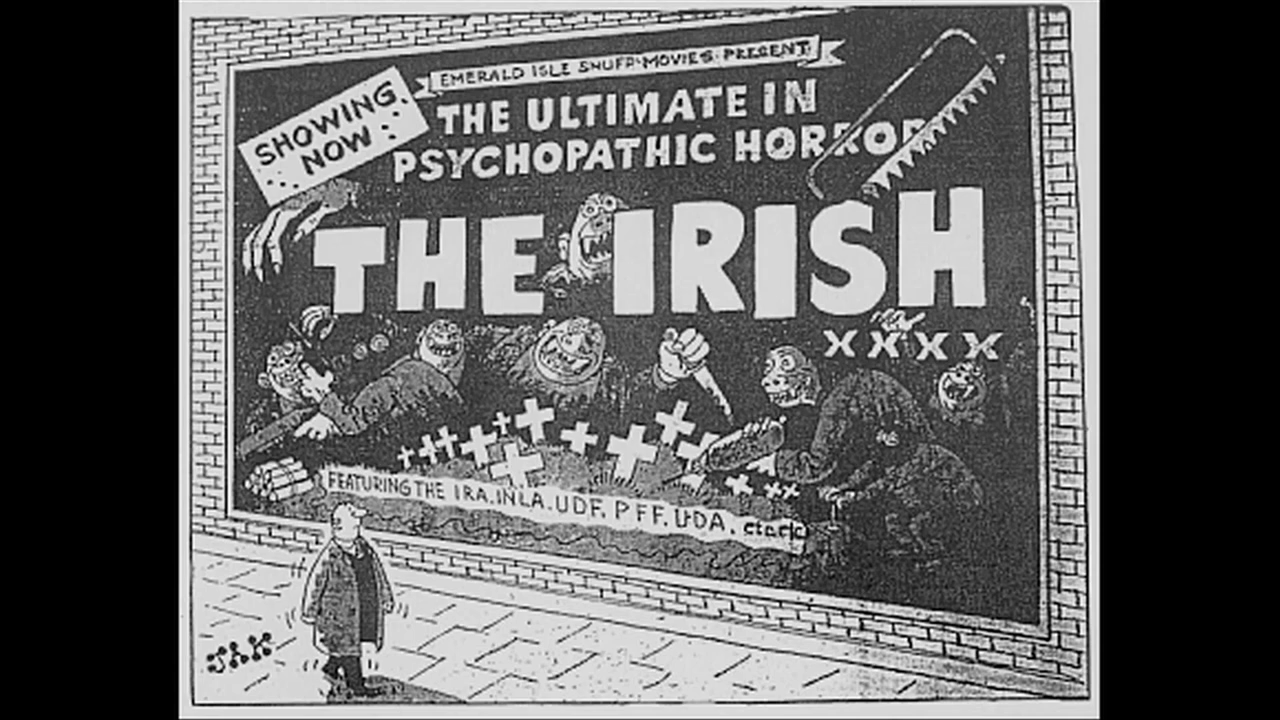 EMERALD ISLE SNUFF MOVIES PRESENT
SHOWING NOW
THE ULTIMATE IN
PSYCHOPATHIC HORROR
THE IRISH
XXXX
FEATURING THE IRA. INLA. UDF. PFF. UDA. etc etc
JAK